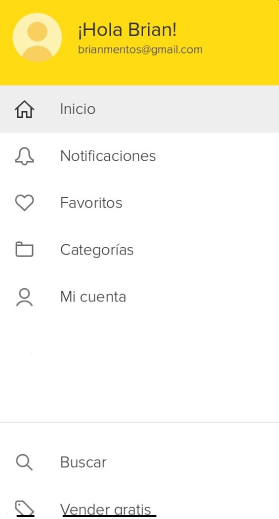 ¡Hola Brian!
brianmentos@gmail.com
Inicio
Notificaciones
Favoritos
Categorías
Mi cuenta
Buscar
Vender gratis